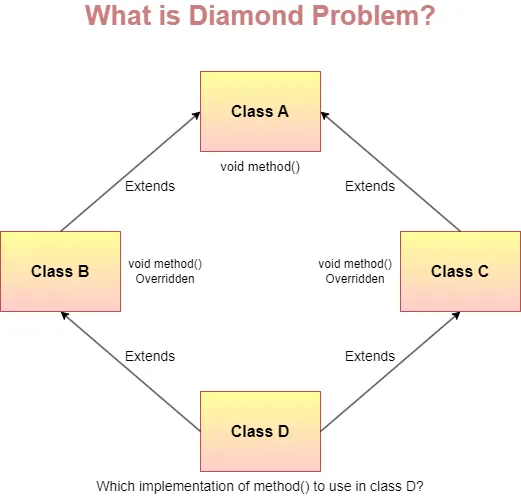 What is Diamond Problem?
Class A
void method()
Extends
Extends
Class B
void method()
Overridden
void method()
Overridden
Class C
Extends
Extends
Class D
Which implementation of method() to use in class D?